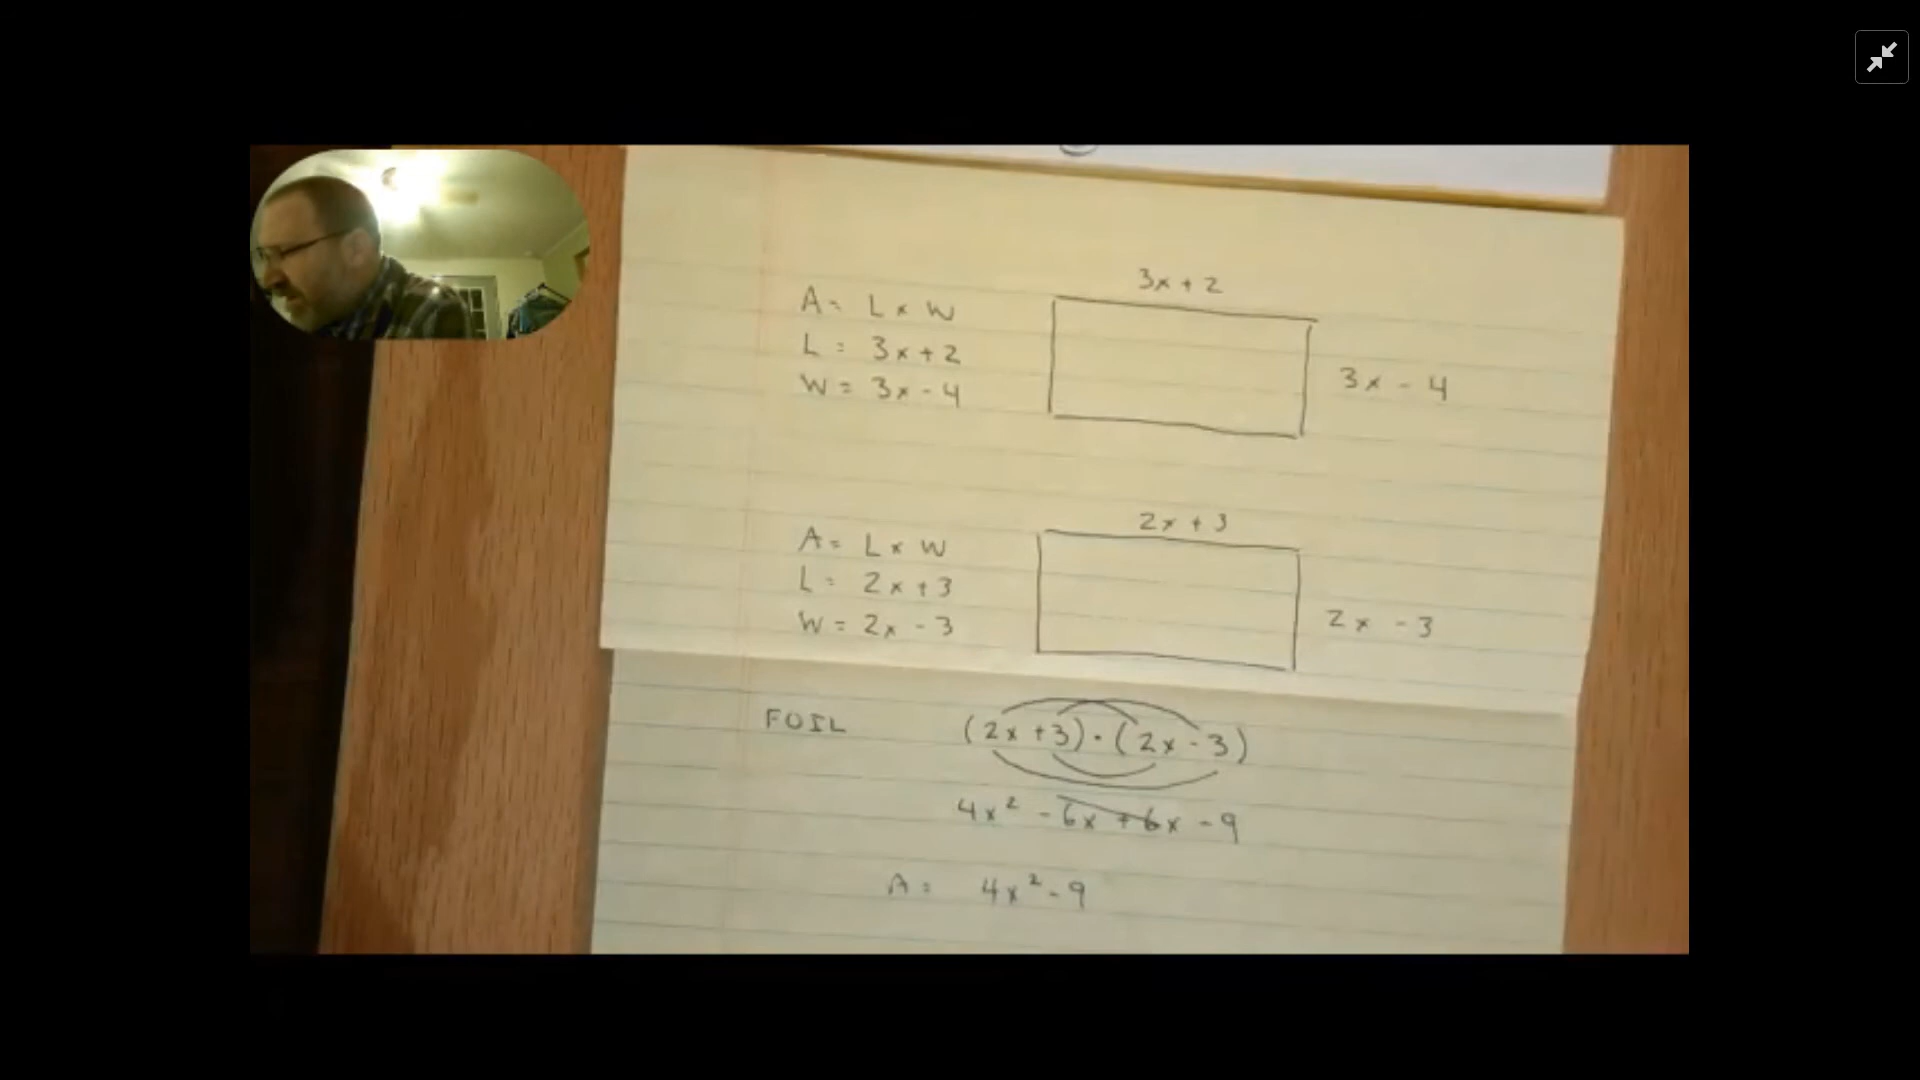 3x + 2
A = L x W
L = 3x + 2
W = 3x - 4
3x - 4
2x + 3
A = L x W
L = 2x + 3
W = 2x - 3
2x - 3
FOIL (2x + 3) · (2x - 3)
4x² - 6x + 6x - 9
A = 4x² - 9